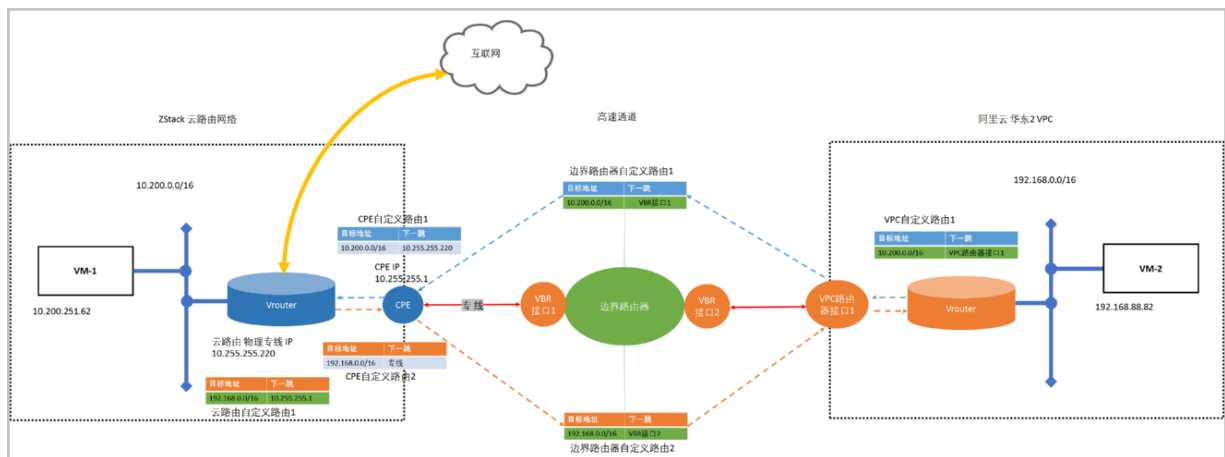 互联网
ZStack 云路由网络
高速通道
阿里云 华东2 VPC
10.200.0.0/16
边界路由器自定义路由1
目标地址 下一跳
10.200.0.0/16 VBR接口1
192.168.0.0/16
CPE自定义路由1
目标地址 下一跳
10.200.0.0/16 10.255.255.220
VPC自定义路由1
目标地址 下一跳
10.200.0.0/16 VPC路由器接口1
VM-1
10.200.251.62
Vrouter
CPE IP
10.255.255.1
CPE
专线
VBR
接口1
边界路由器
VBR
接口2
VPC路由
器接口1
Vrouter
VM-2
192.168.88.82
云路由 物理专线 IP
10.255.255.220
目标地址 下一跳
192.168.0.0/16 专线
CPE自定义路由2
目标地址 下一跳
192.168.0.0/16 10.255.255.1
云路由自定义路由1
目标地址 下一跳
192.168.0.0/16 VBR接口2
边界路由器自定义路由2